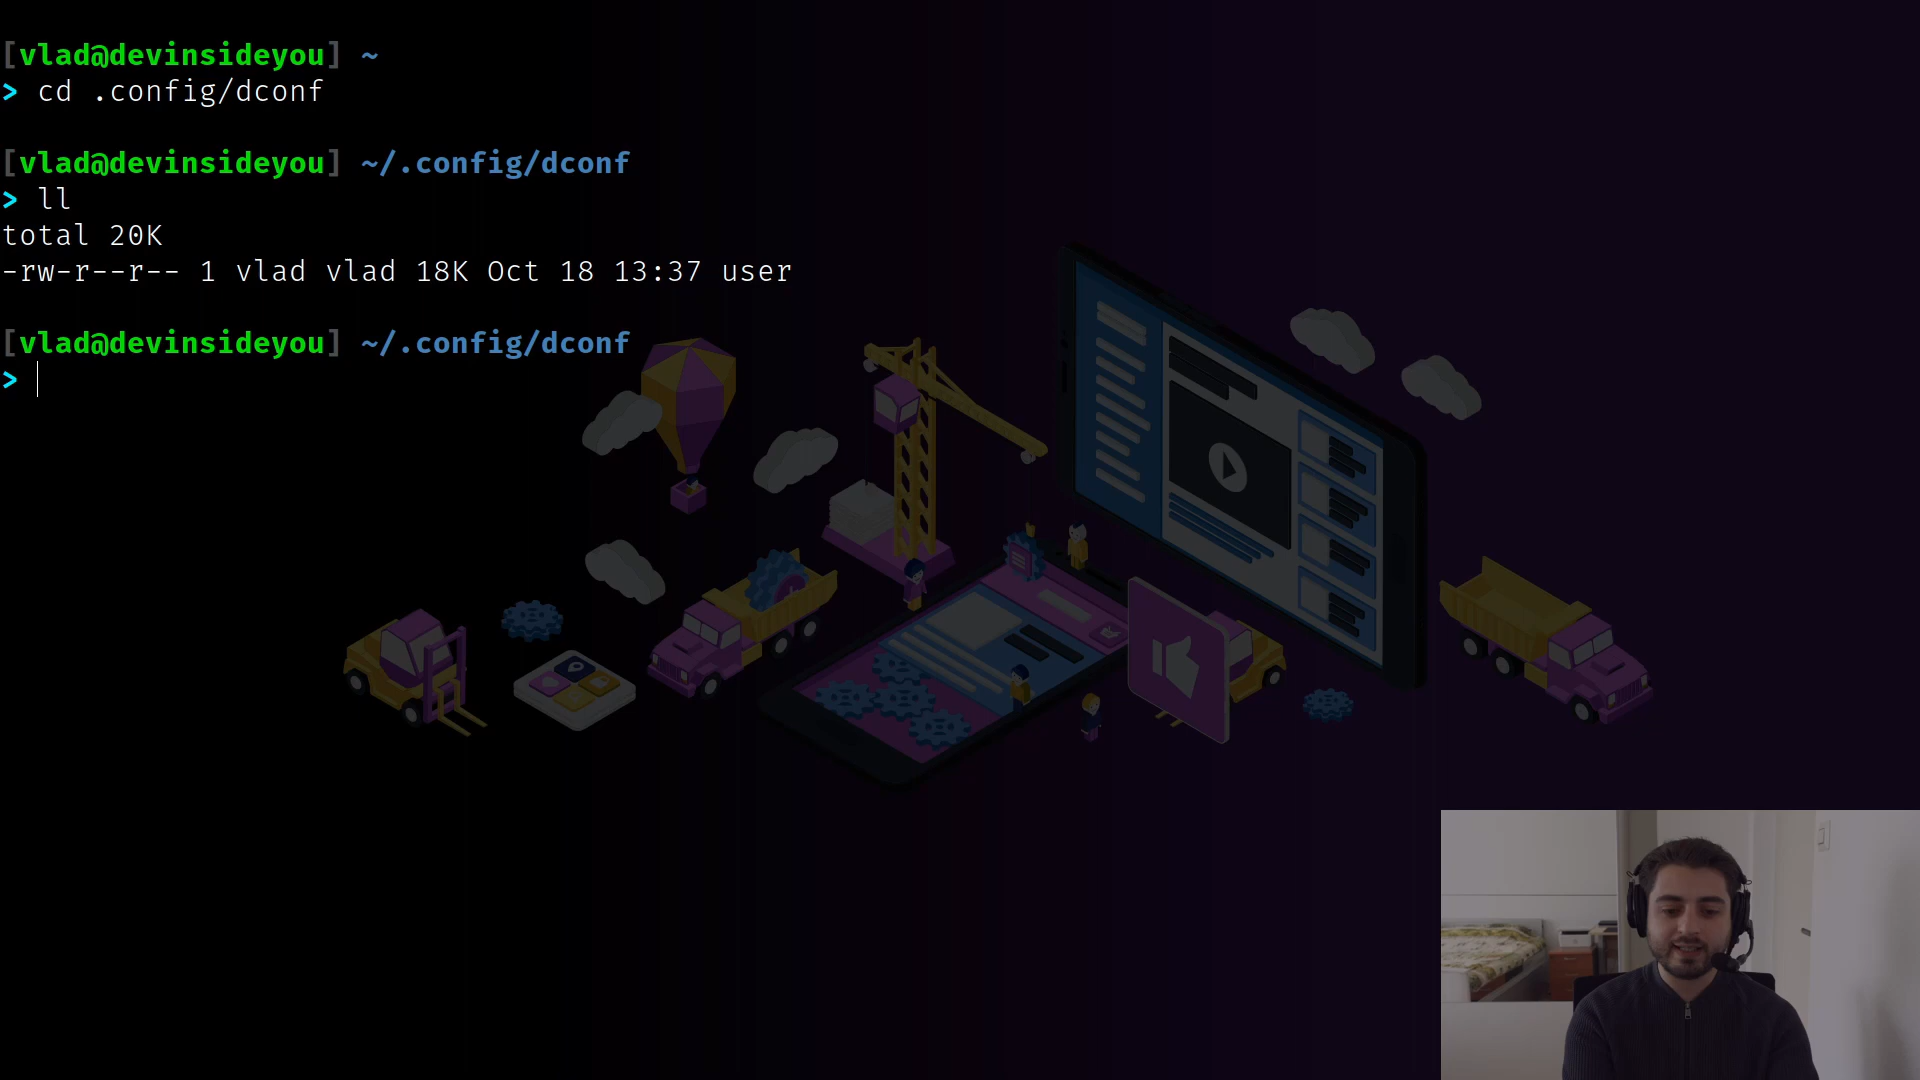 [vlad@devinsideyou] ~
> cd .config/dconf
[vlad@devinsideyou] ~/.config/dconf
> ll
total 20K
-rw-r--r-- 1 vlad vlad 18K Oct 18 13:37 user
[vlad@devinsideyou] ~/.config/dconf
>